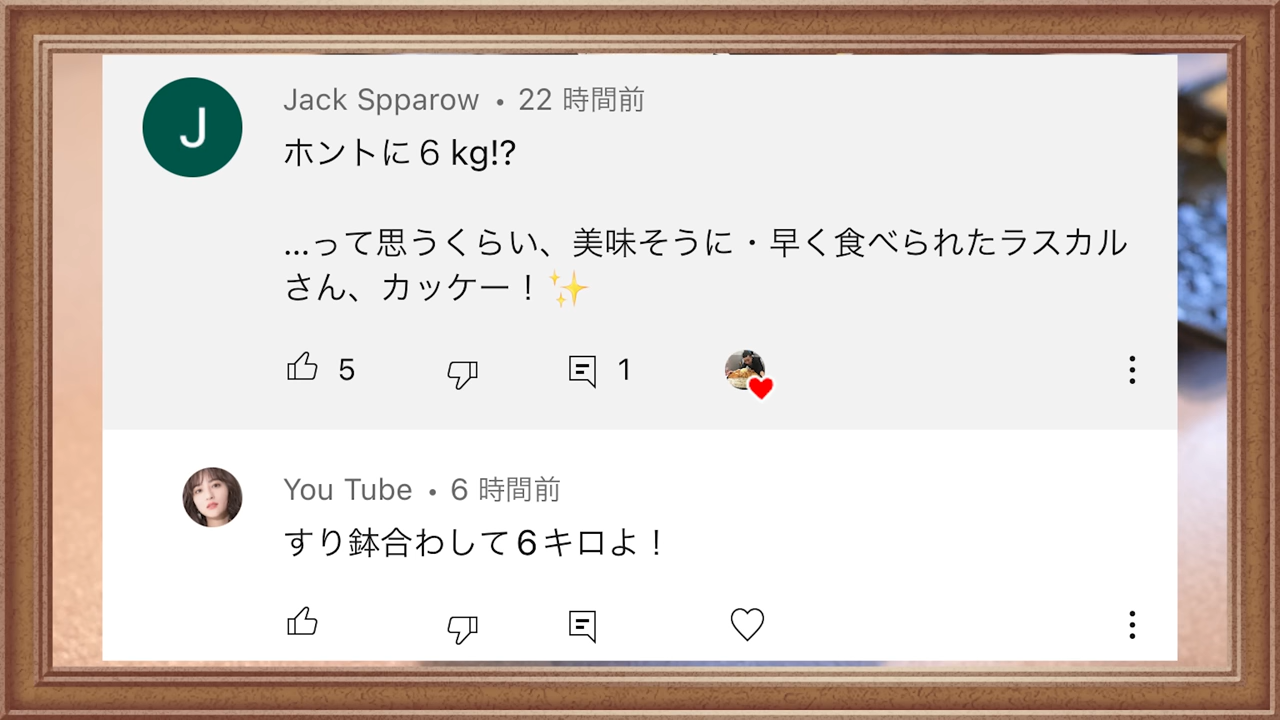 J
Jack Spparow • 22 時間前
ホントに６kg!?
…って思うくらい、美味そうに・早く食べられたラスカル
さん、カッケー！✨
5 1
You Tube • 6 時間前
すり鉢合わして6キロよ！